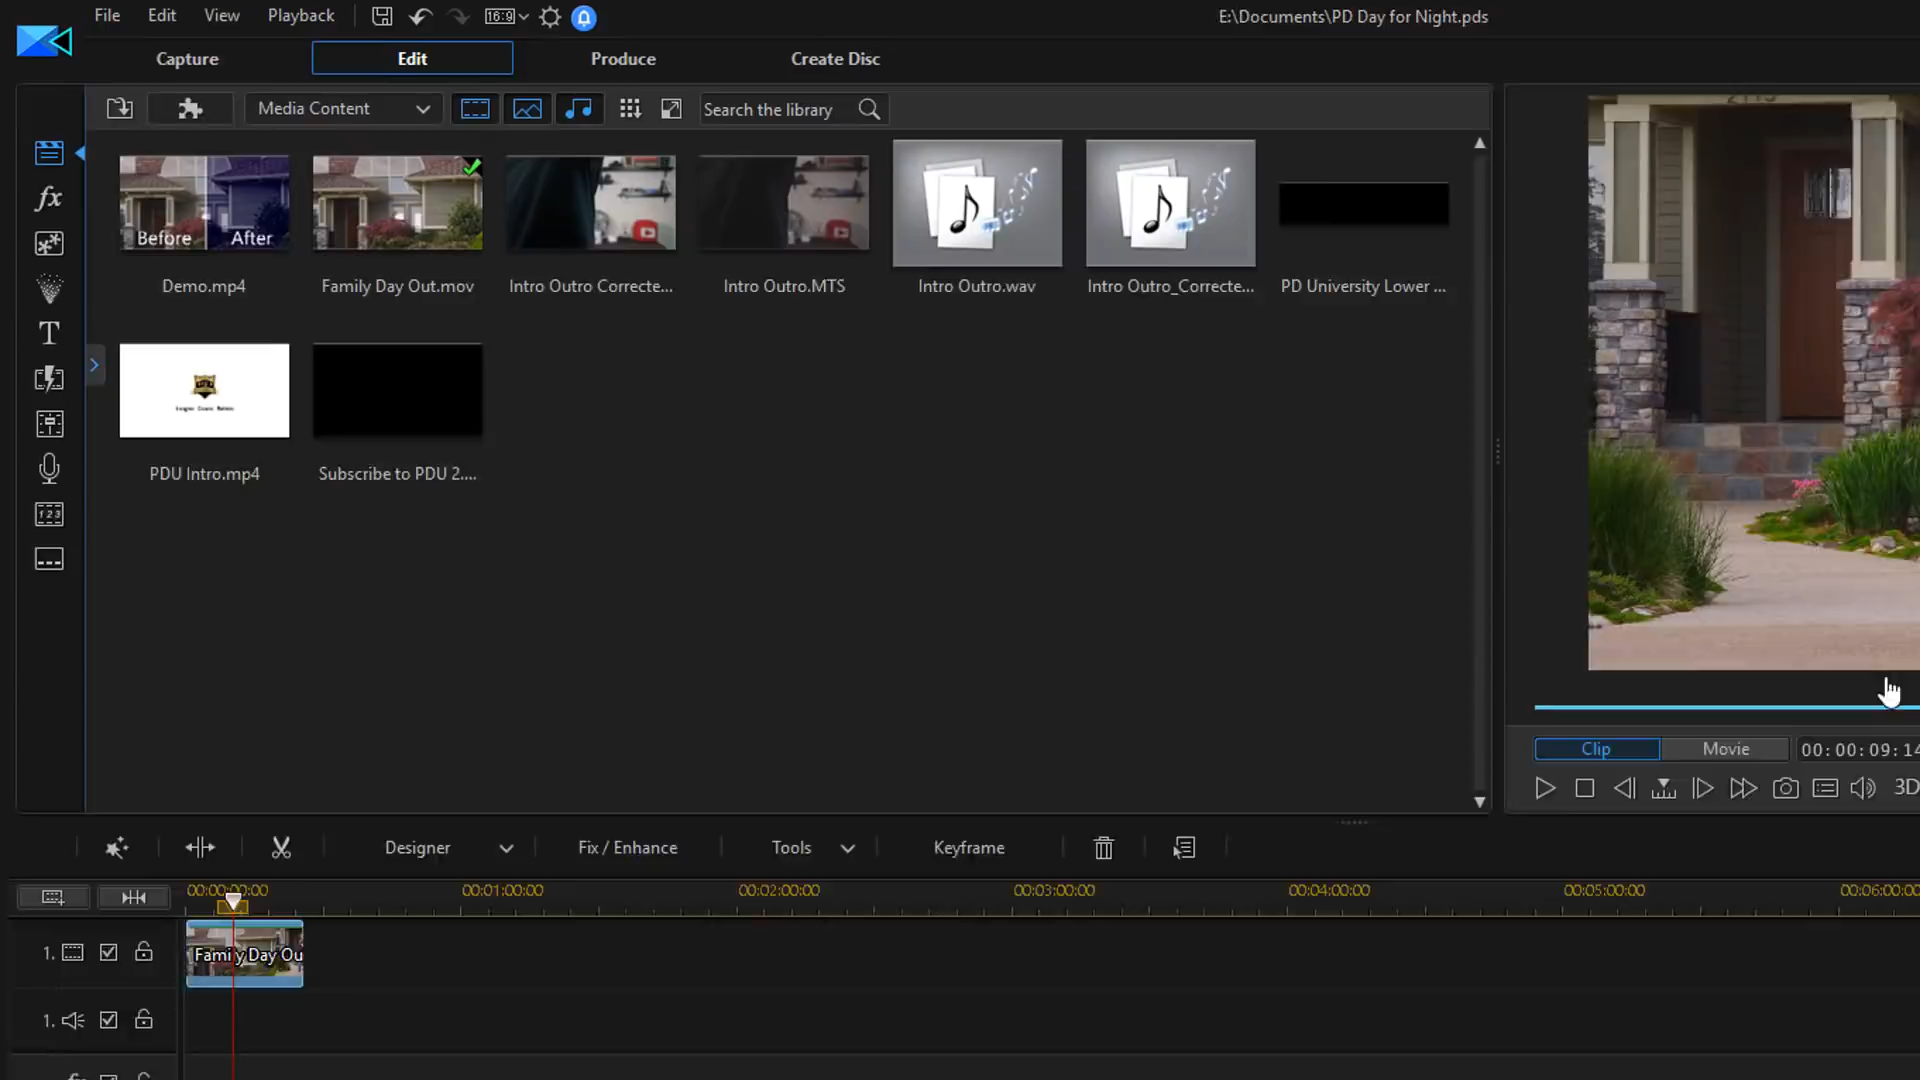 File Edit View Playback 16:9 E:\Documents\PD Day for Night.pds
Capture Edit Produce Create Disc
Media Content Search the library
Before After
Demo.mp4 Family Day Out.mov Intro Outro Correcte... Intro Outro.MTS Intro Outro.wav Intro Outro_Correcte... PD University Lower ...
PDU Intro.mp4 Subscribe to PDU 2....
fx
T
123
Clip Movie 00:00:09:14
3D
Designer Fix / Enhance Tools Keyframe
00:00:00:00 00:01:00:00 00:02:00:00 00:03:00:00 00:04:00:00 00:05:00:00 00:06:00:00
1. Family Day Ou
1.